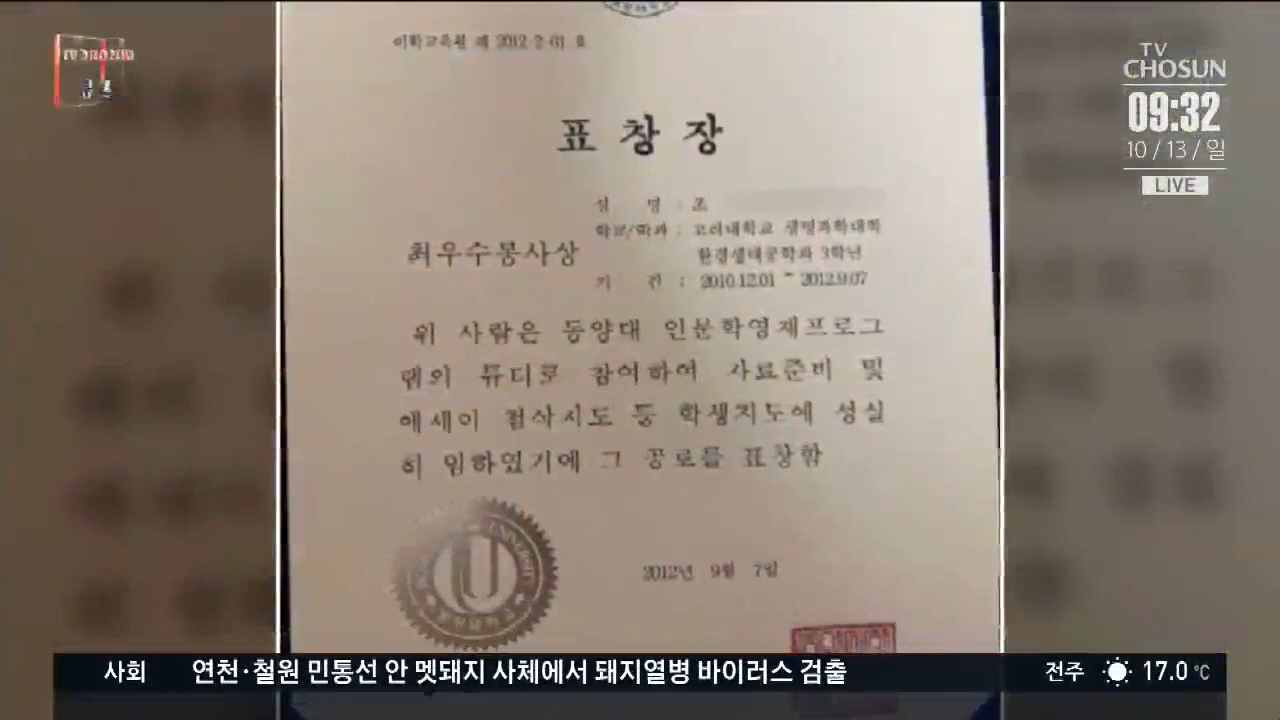 어학교육원 제 2012-2-01 호
표 창 장
성 명 : 조
최우수봉사상
학교/학과 : 고려대학교 생명과학대학
환경생태공학과 3학년
기 간 : 2010.12.01 ~ 2012.9.07
위 사람은 동양대 인문학영재프로그
램의 튜터로 참여하여 자료준비 및
에세이 첨삭지도 등 학생지도에 성실
히 임하였기에 그 공로를 표창함
2012년 9월 7일
UNIVERSITY
TV
CHOSUN
09:32
10 / 13 / 일
LIVE
사회 연천·철원 민통선 안 멧돼지 사체에서 돼지열병 바이러스 검출
전주 17.0 ℃